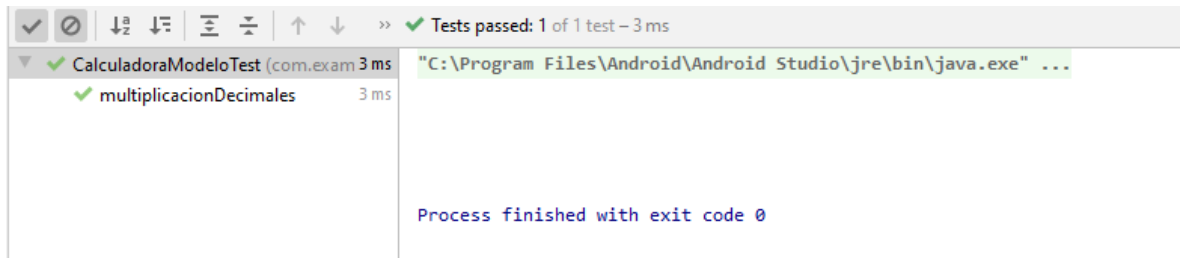 » Tests passed: 1 of 1 test – 3 ms
CalculadoraModeloTest (com.exam 3 ms
multiplicacionDecimales 3 ms
"C:\Program Files\Android\Android Studio\jre\bin\java.exe" ...
Process finished with exit code 0